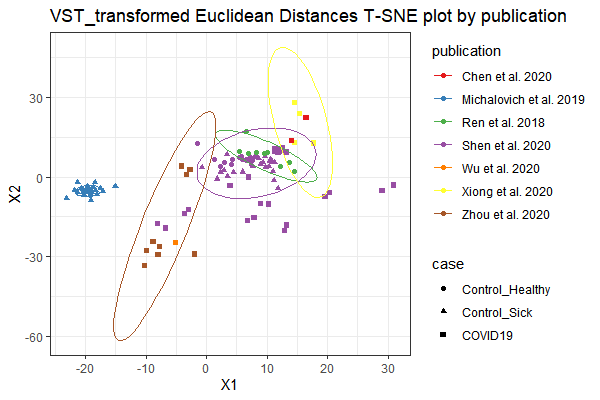 VST_transformed Euclidean Distances T-SNE plot by publication
X2
30
0
-30
-60
-20
-10
0
10
20
30
X1
publication
Chen et al. 2020
Michalovich et al. 2019
Ren et al. 2018
Shen et al. 2020
Wu et al. 2020
Xiong et al. 2020
Zhou et al. 2020
case
Control_Healthy
Control_Sick
COVID19